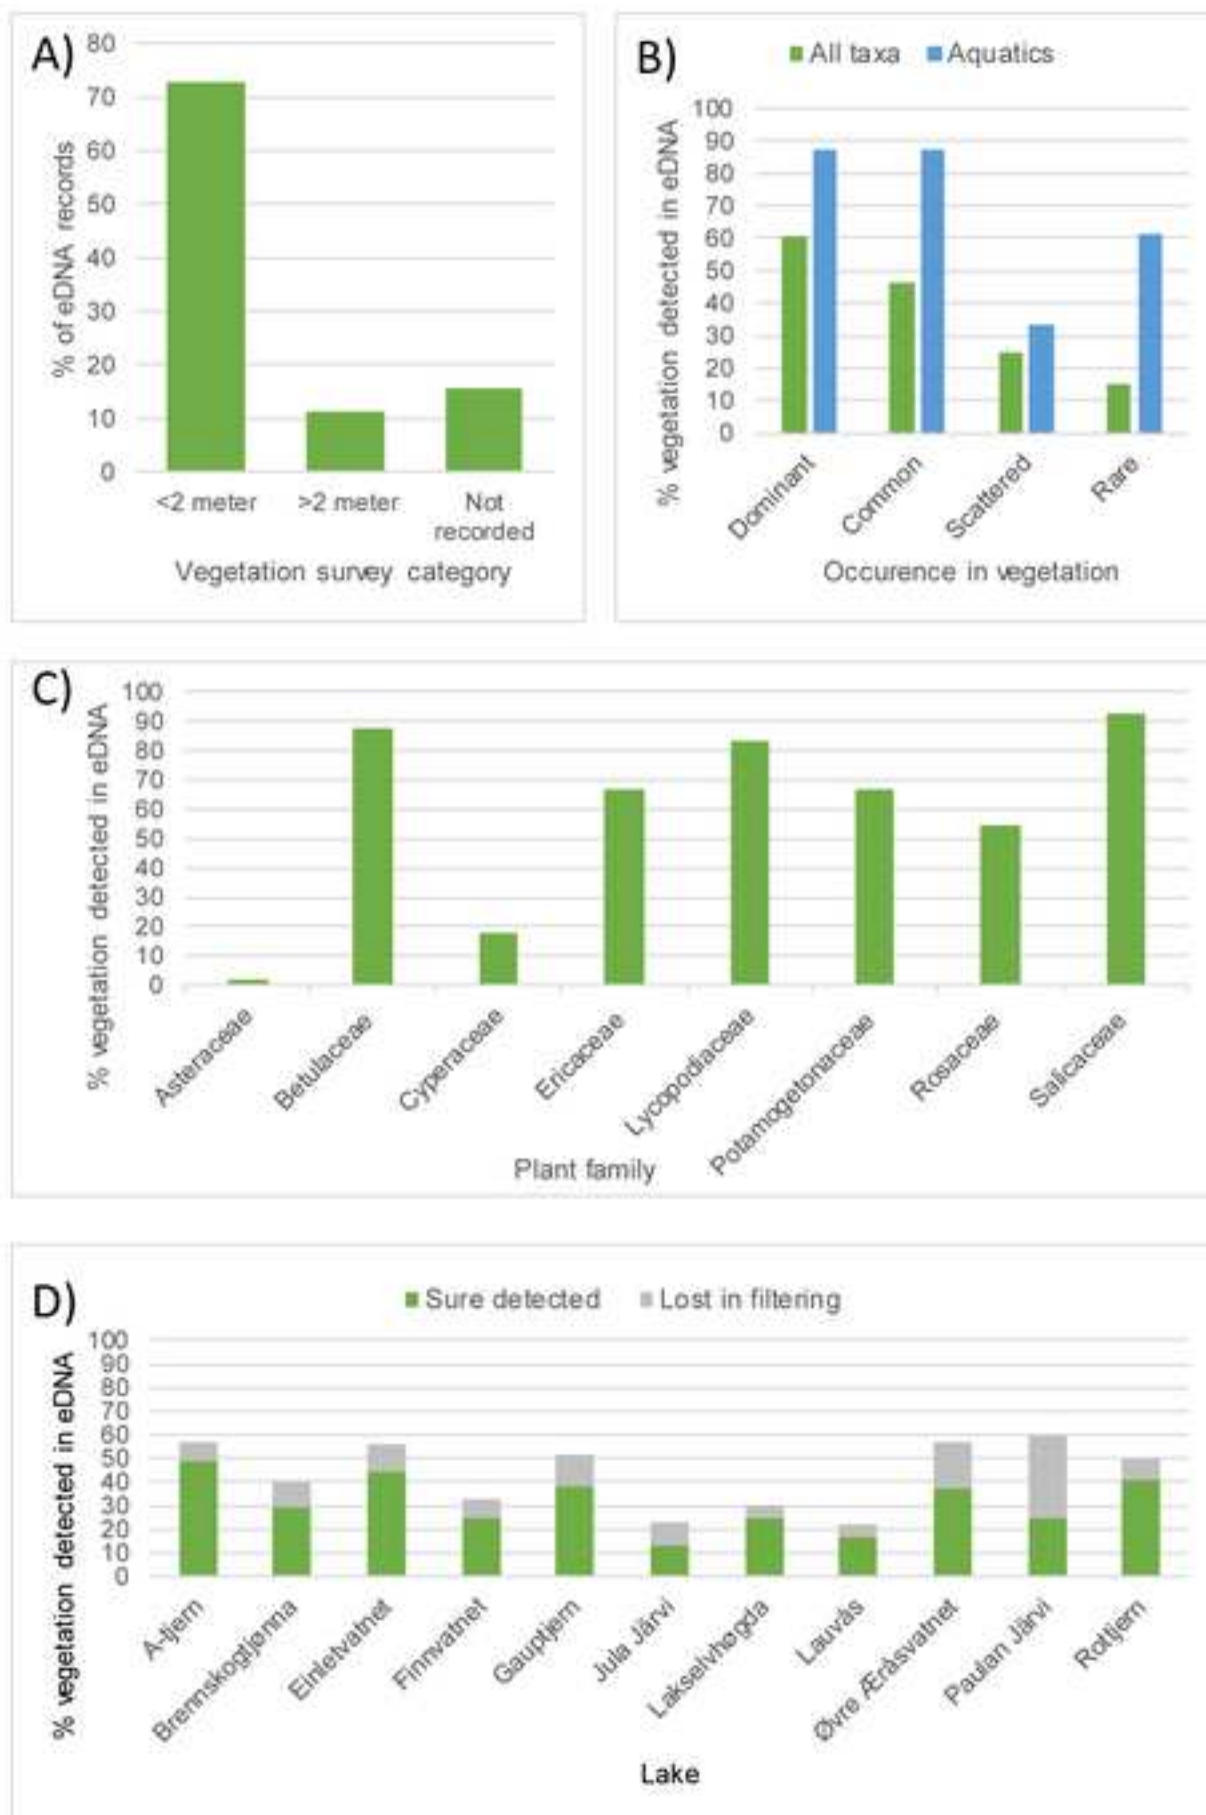 A)
% of eDNA records
80
70
60
50
40
30
20
10
0
<2 meter
>2 meter
Not
recorded
Vegetation survey category
B)
All taxa
Aquatics
% vegetation detected in eDNA
100
90
80
70
60
50
40
30
20
10
0
Dominant
Common
Scattered
Rare
Occurence in vegetation
C)
% vegetation detected in eDNA
100
90
80
70
60
50
40
30
20
10
0
Asteraceae
Betulaceae
Cyperaceae
Ericaceae
Lycopodiaceae
Potamogetonaceae
Rosaceae
Salicaceae
Plant family
D)
Sure detected
Lost in filtering
% vegetation detected in eDNA
100
90
80
70
60
50
40
30
20
10
0
A-tjern
Brennskogtjønna
Einletvatnet
Finnvatnet
Gauptjern
Jula Järvi
Lakselvhøgda
Lauvås
Øvre Æråsvatnet
Paulan Järvi
Rottjern
Lake